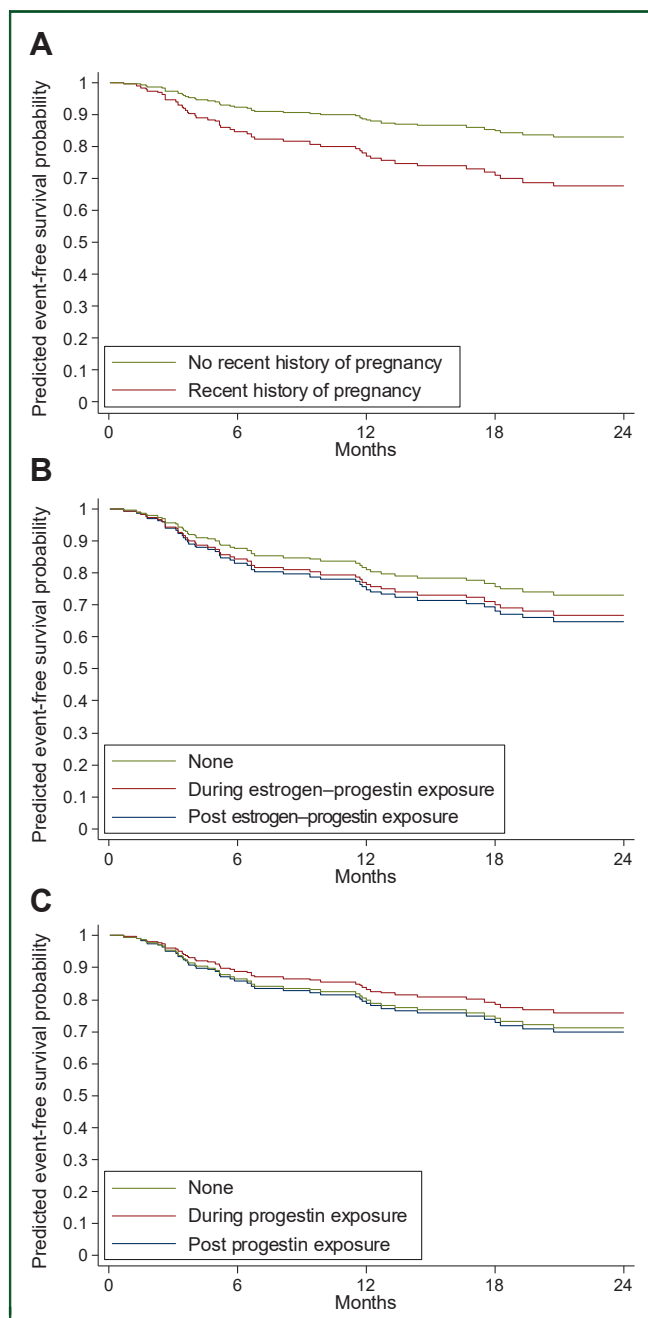 A
Predicted event-free survival probability
1
0.9
0.8
0.7
0.6
0.5
0.4
0.3
0.2
0.1
0
No recent history of pregnancy
Recent history of pregnancy
0 6 12 18 24
Months
B
Predicted event-free survival probability
1
0.9
0.8
0.7
0.6
0.5
0.4
0.3
0.2
0.1
0
None
During estrogen–progestin exposure
Post estrogen–progestin exposure
0 6 12 18 24
Months
C
Predicted event-free survival probability
1
0.9
0.8
0.7
0.6
0.5
0.4
0.3
0.2
0.1
0
None
During progestin exposure
Post progestin exposure
0 6 12 18 24
Months